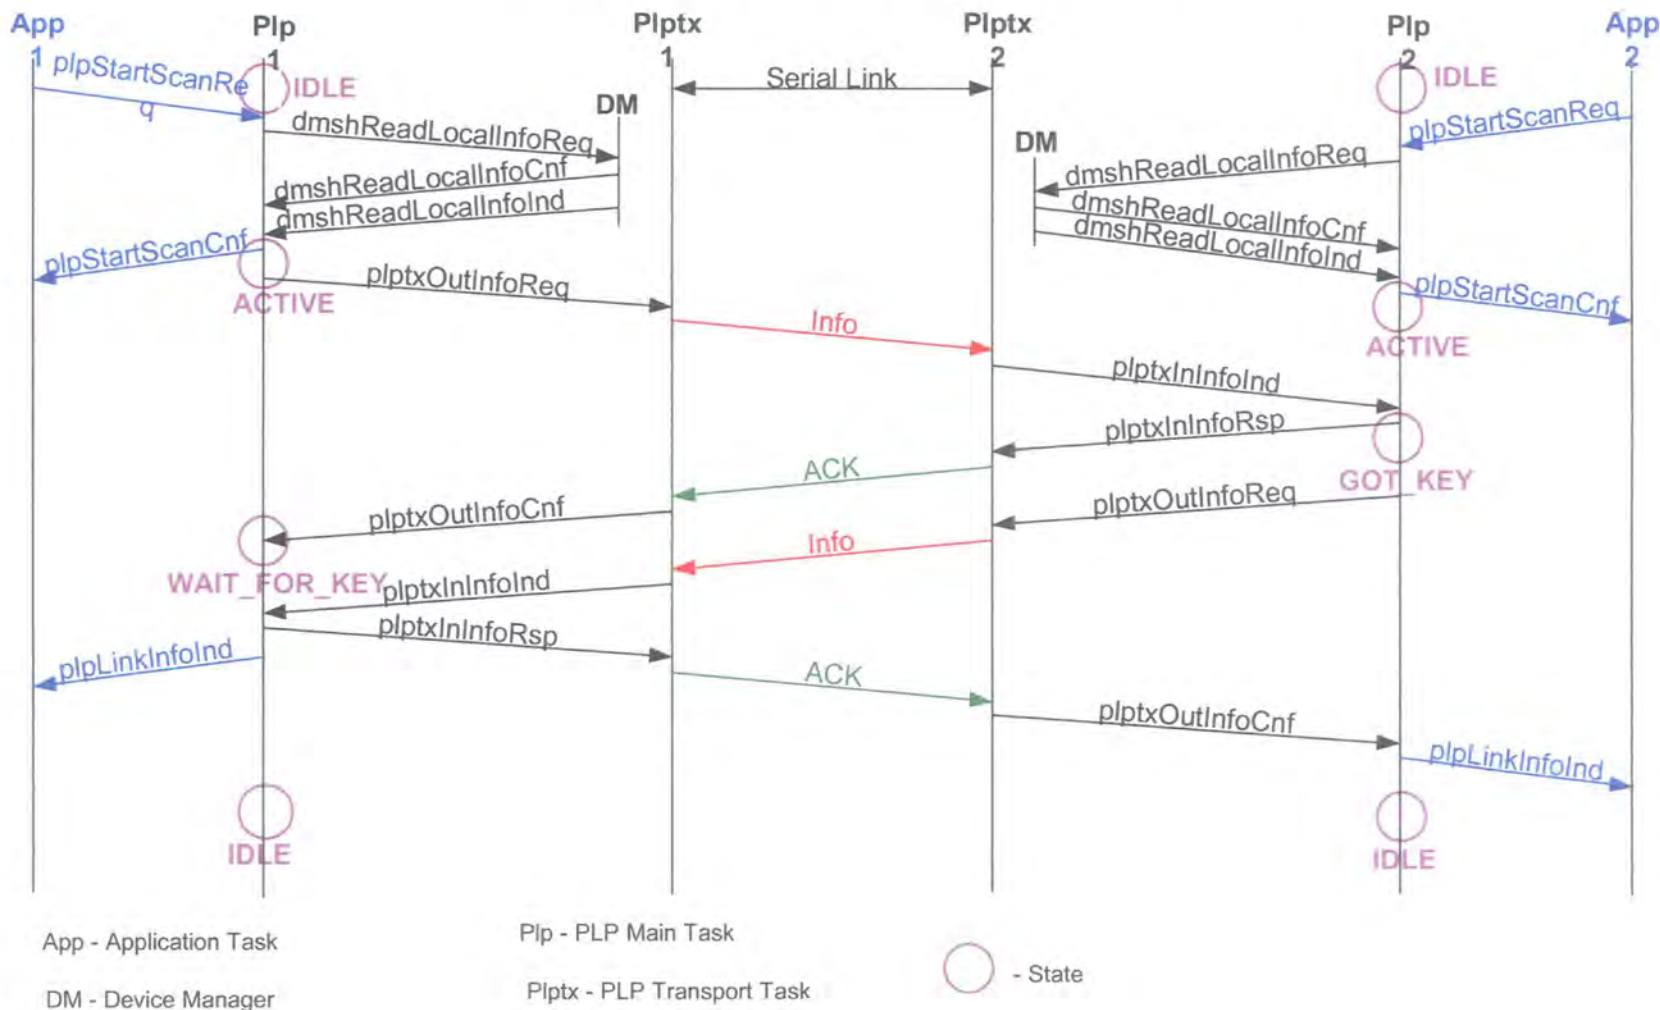 App Plp Plptx Plptx Plp App
1 1 1 2 2 2
plpStartScanRe
q
IDLE
Serial Link
IDLE
DM
plpStartScanReq
dmshReadLocalInfoReq
DM
dmshReadLocalInfoReq
dmshReadLocalInfoCnf
dmshReadLocalInfoInd
dmshReadLocalInfoCnf
dmshReadLocalInfoInd
plpStartScanCnf
plptxOutInfoReq
plpStartScanCnf
ACTIVE
Info
ACTIVE
plptxInInfoInd
plptxInInfoRsp
ACK
GOT_KEY
plptxOutInfoReq
plptxOutInfoCnf
Info
WAIT_FOR_KEY
plptxInInfoInd
plptxInInfoRsp
plpLinkInfoInd
ACK
plptxOutInfoCnf
plpLinkInfoInd
IDLE
IDLE
App - Application Task
Plp - PLP Main Task
- State
DM - Device Manager
Plptx - PLP Transport Task